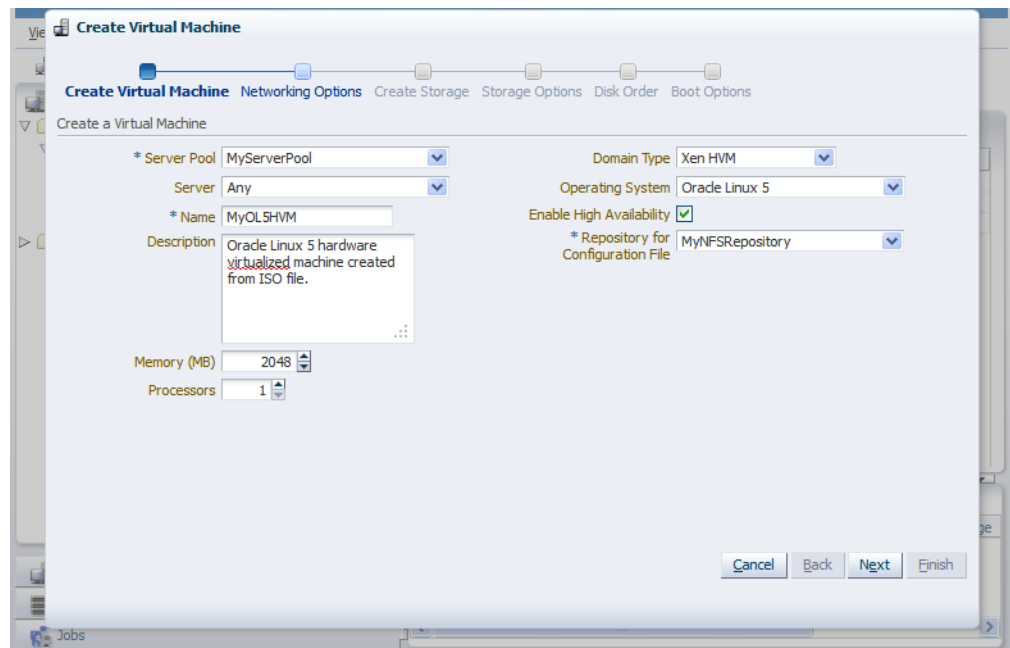 Vie
Create Virtual Machine
Create Virtual Machine Networking Options Create Storage Storage Options Disk Order Boot Options
Create a Virtual Machine
* Server Pool MyServerPool
Server Any
* Name MyOL5HVM
Description Oracle Linux 5 hardware
virtualized machine created
from ISO file.
Memory (MB) 2048
Processors 1
Domain Type Xen HVM
Operating System Oracle Linux 5
Enable High Availability
* Repository for
Configuration File MyNFSRepository
ge
Cancel Back Next Finish
Jobs